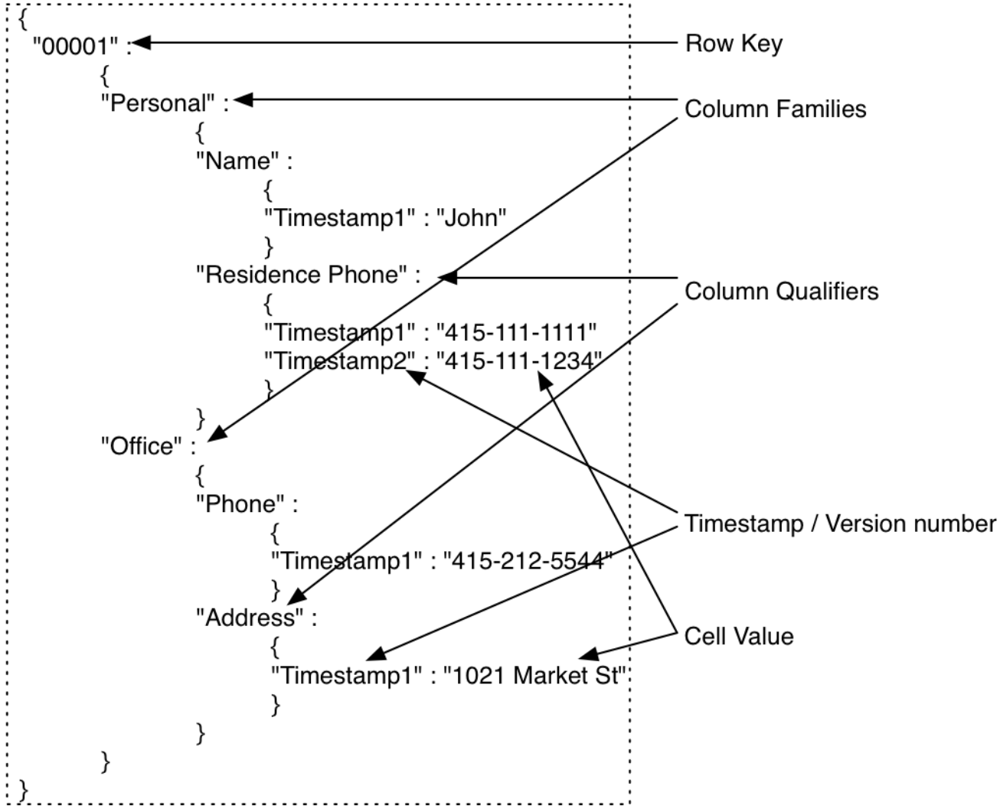 {
"00001" : Row Key
{
"Personal" : Column Families
{
"Name" :
{
"Timestamp1" : "John"
}
"Residence Phone" : Column Qualifiers
{
"Timestamp1" : "415-111-1111"
"Timestamp2" : "415-111-1234"
}
}
"Office" :
{
"Phone" :
{
Timestamp / Version number
"Timestamp1" : "415-212-5544"
}
"Address" :
{
Cell Value
"Timestamp1" : "1021 Market St"
}
}
}
}